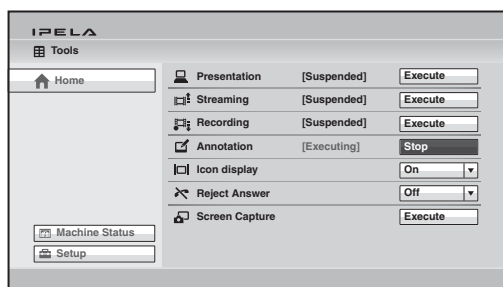 IPELA
Tools
Home
Presentation [Suspended] Execute
Streaming [Suspended] Execute
Recording [Suspended] Execute
Annotation [Executing] Stop
Icon display On
Reject Answer Off
Screen Capture Execute
Machine Status
Setup